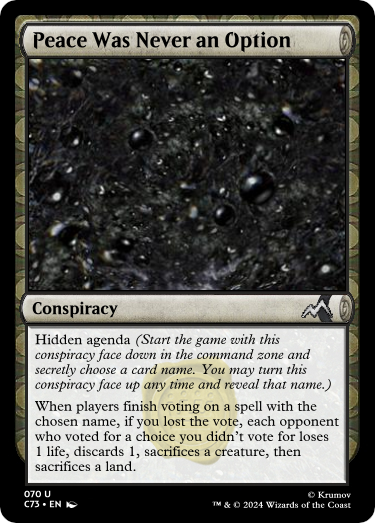 Peace Was Never an Option
Conspiracy
Hidden agenda (Start the game with this
conspiracy face down in the command zone and
secretly choose a card name. You may turn this
conspiracy face up any time and reveal that name.)
When players finish voting on a spell with the
chosen name, if you lost the vote, each opponent
who voted for a choice you didn't vote for loses
1 life, discards 1, sacrifices a creature, then
sacrifices a land.
070 U
C73 • EN
© Krumov
™ & © 2024 Wizards of the Coast